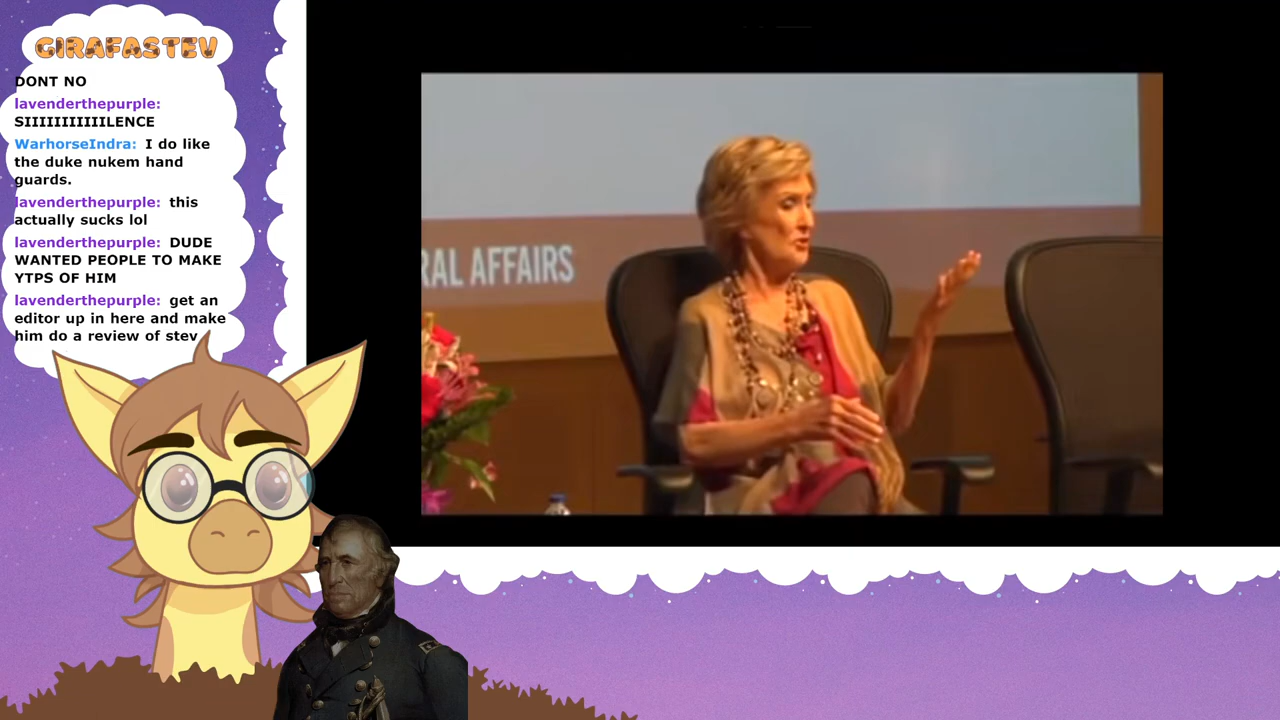 GIRAFASTEV
DONT NO
lavenderthepurple:
SIIIIIIIIIIILENCE
WarhorseIndra: I do like
the duke nukem hand
guards.
lavenderthepurple: this
actually sucks lol
lavenderthepurple: DUDE
WANTED PEOPLE TO MAKE
YTPS OF HIM
lavenderthepurple: get an
editor up in here and make
him do a review of stev
RAL AFFAIRS